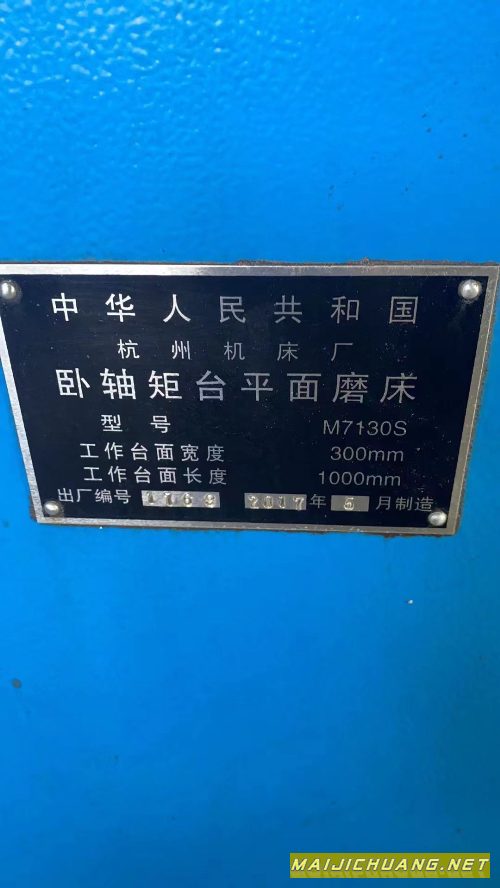 中华人民共和国
杭州机床厂
卧轴矩台平面磨床
型号 M7130S
工作台面宽度 300mm
工作台面长度 1000mm
出厂编号 1169 2017年5月制造
MAIJICHUANG.NET